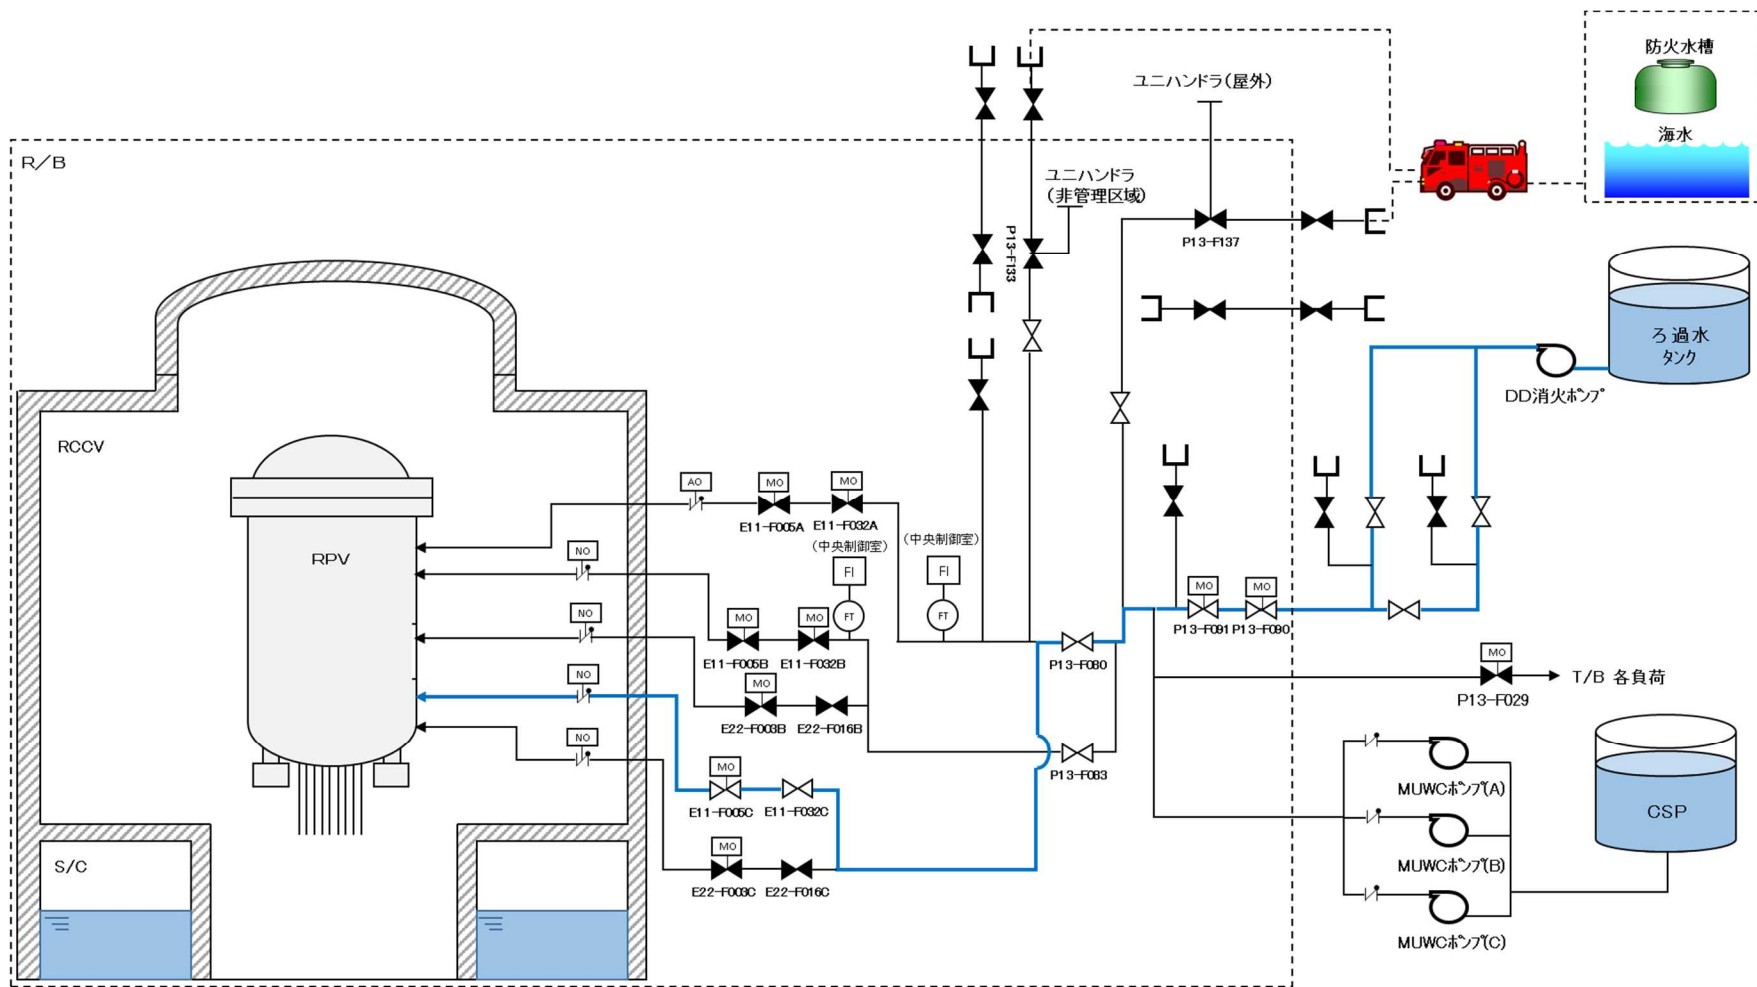 防火水槽
海水
ユニハンドラ(屋外)
R/B
ユニハンドラ
(非管理区域)
P13-F133
P13-F137
ろ過水
タンク
DD消火ポンプ
RCCV
RPV
AO
MO
MO
E11-F005A
E11-F032A
(中央制御室)
(中央制御室)
NO
FI
FI
FT
FT
NO
MO
MO
E11-F005B
E11-F032B
MO
MO
P13-F091
P13-F090
P13-F080
MO
T/B 各負荷
P13-F029
NO
MO
E22-F003B
E22-F016B
NO
MO
P13-F083
E11-F005C
E11-F032C
MUWCポンプ(A)
CSP
S/C
MO
E22-F003C
E22-F016C
MUWCポンプ(B)
MUWCポンプ(C)